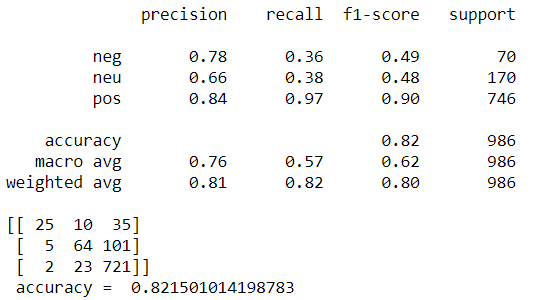 precision recall f1-score support
neg 0.78 0.36 0.49 70
neu 0.66 0.38 0.48 170
pos 0.84 0.97 0.90 746
accuracy 0.82 986
macro avg 0.76 0.57 0.62 986
weighted avg 0.81 0.82 0.80 986
[[ 25 10 35]
[ 5 64 101]
[ 2 23 721]]
accuracy = 0.821501014198783